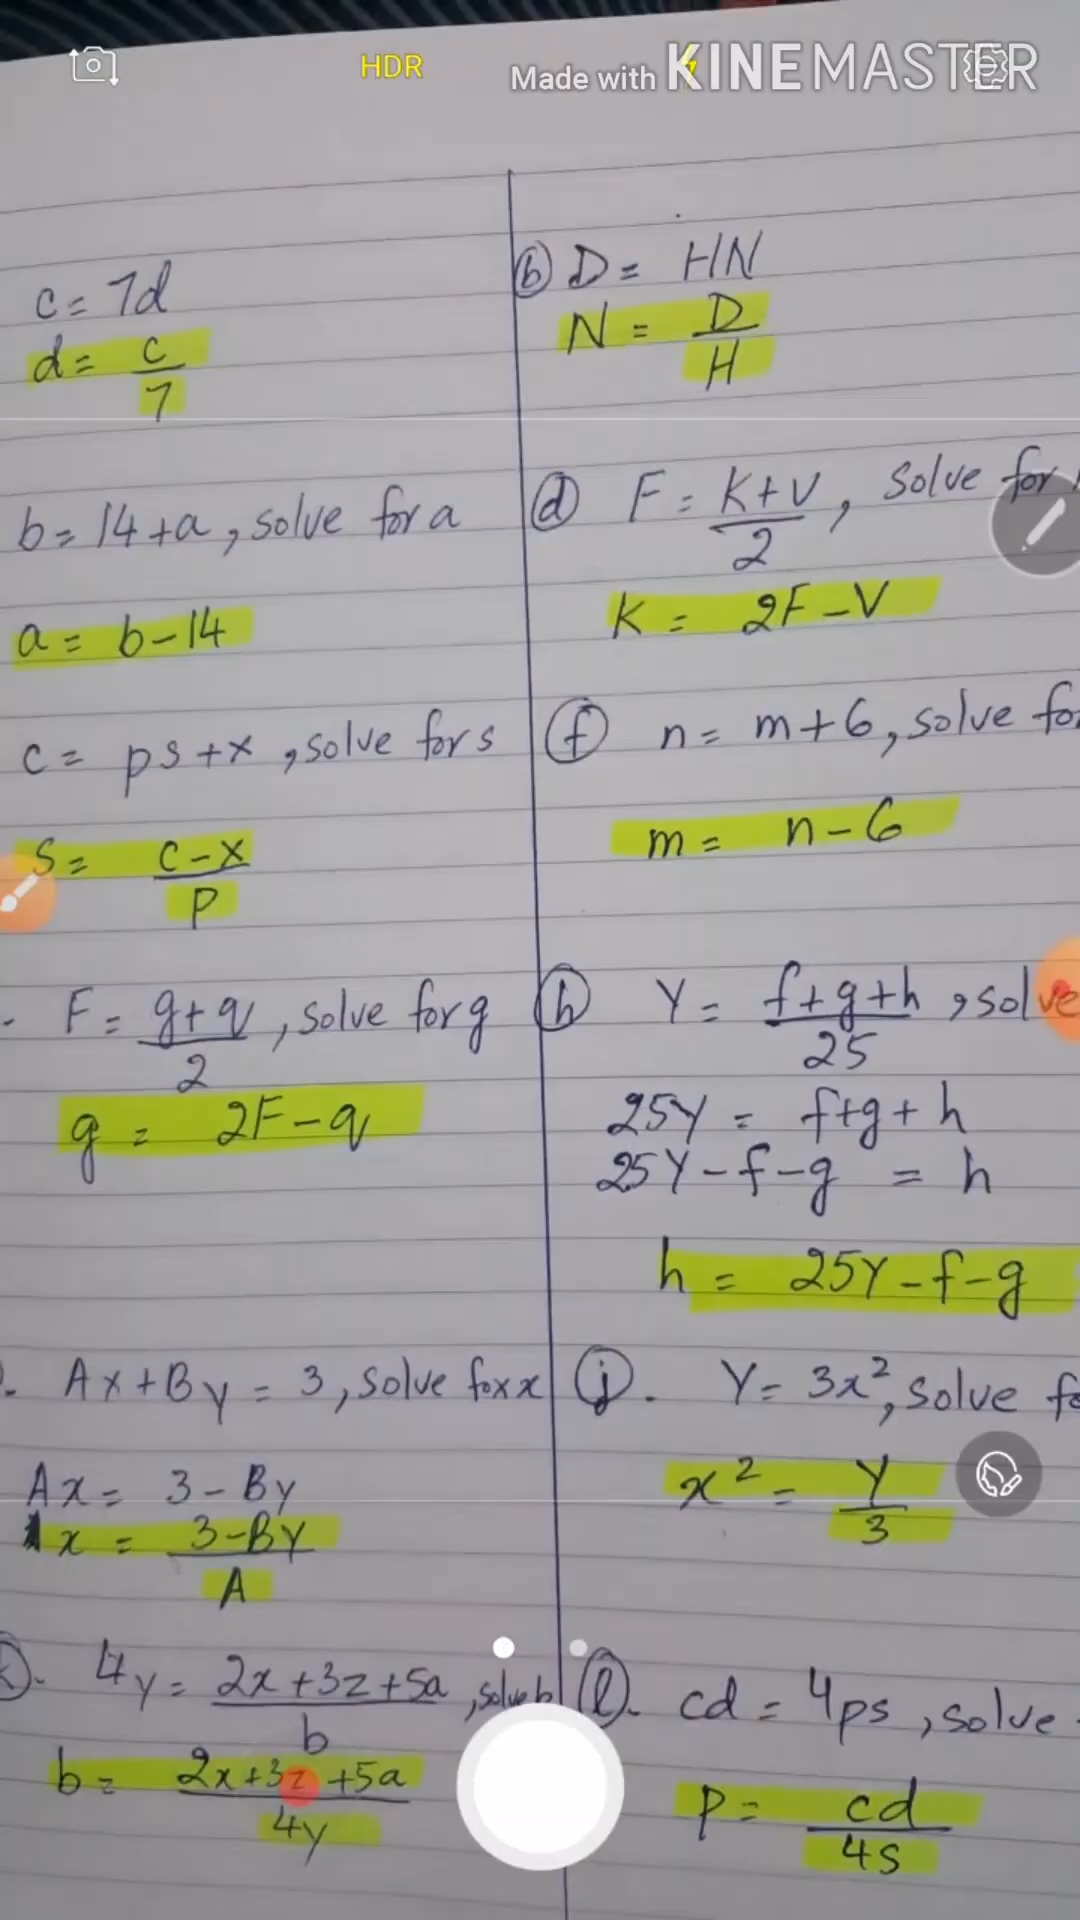 HDR
Made with KINEMASTER
c = 7d
d = c/7
b = 14 + a, solve for a
a = b - 14
c = ps + x, solve for s
s = c - x / p
F = g + q / 2, solve for g
g = 2F - q
Ax + By = 3, solve for x
Ax = 3 - By
x = 3 - By / A
4y = 2x + 3z + 5a / b, solve b
b = 2x + 3z + 5a / 4y
(b) D = HN
N = D/H
(d) F = K + V / 2, solve for
K = 2F - V
(f) n = m + 6, solve for
m = n - 6
(h) Y = f + g + h / 25, solve
25Y = f + g + h
25Y - f - g = h
h = 25Y - f - g
(j). Y = 3x², solve fo
x² = Y/3
(l). cd = 4ps, solve
p = cd / 4s